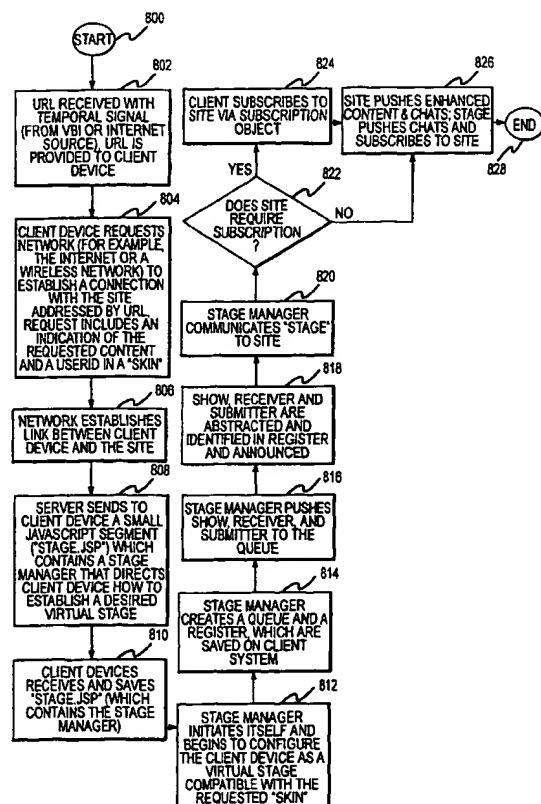 800
START
802
URL RECEIVED WITH
TEMPORAL SIGNAL
(FROM VBI OR INTERNET
SOURCE), URL IS
PROVIDED TO CLIENT
DEVICE
804
CLIENT DEVICE REQUESTS
NETWORK (FOR EXAMPLE,
THE INTERNET OR A
WIRELESS NETWORK) TO
ESTABLISH A CONNECTION
WITH THE SITE
ADDRESSED BY URL.
REQUEST INCLUDES AN
INDICATION OF THE
REQUESTED CONTENT
AND A USERID IN A "SKIN"
806
NETWORK ESTABLISHES
LINK BETWEEN CLIENT
DEVICE AND THE SITE
808
SERVER SENDS TO
CLIENT DEVICE A SMALL
JAVASCRIPT SEGMENT
("STAGE.JSP") WHICH
CONTAINS A STAGE
MANAGER THAT DIRECTS
CLIENT DEVICE HOW TO
ESTABLISH A DESIRED
VIRTUAL STAGE
810
CLIENT DEVICES
RECEIVES AND SAVES
"STAGE.JSP" (WHICH
CONTAINS THE STAGE
MANAGER)
812
STAGE MANAGER
INITIATES ITSELF AND
BEGINS TO CONFIGURE
THE CLIENT DEVICE AS A
VIRTUAL STAGE
COMPATIBLE WITH THE
REQUESTED "SKIN"
814
STAGE MANAGER
CREATES A QUEUE AND A
REGISTER, WHICH ARE
SAVED ON CLIENT
SYSTEM
816
STAGE MANAGER PUSHES
SHOW, RECEIVER, AND
SUBMITTER TO THE
QUEUE
818
SHOW, RECEIVER AND
SUBMITTER ARE
ABSTRACTED AND
IDENTIFIED IN REGISTER
AND ANNOUNCED
820
STAGE MANAGER
COMMUNICATES "STAGE"
TO SITE
822
DOES SITE
REQUIRE
SUBSCRIPTION
?
YES
NO
824
CLIENT SUBSCRIBES TO
SITE VIA SUBSCRIPTION
OBJECT
826
SITE PUSHES ENHANCED
CONTENT & CHATS; STAGE
PUSHES CHATS AND
SUBSCRIBES TO SITE
END
828